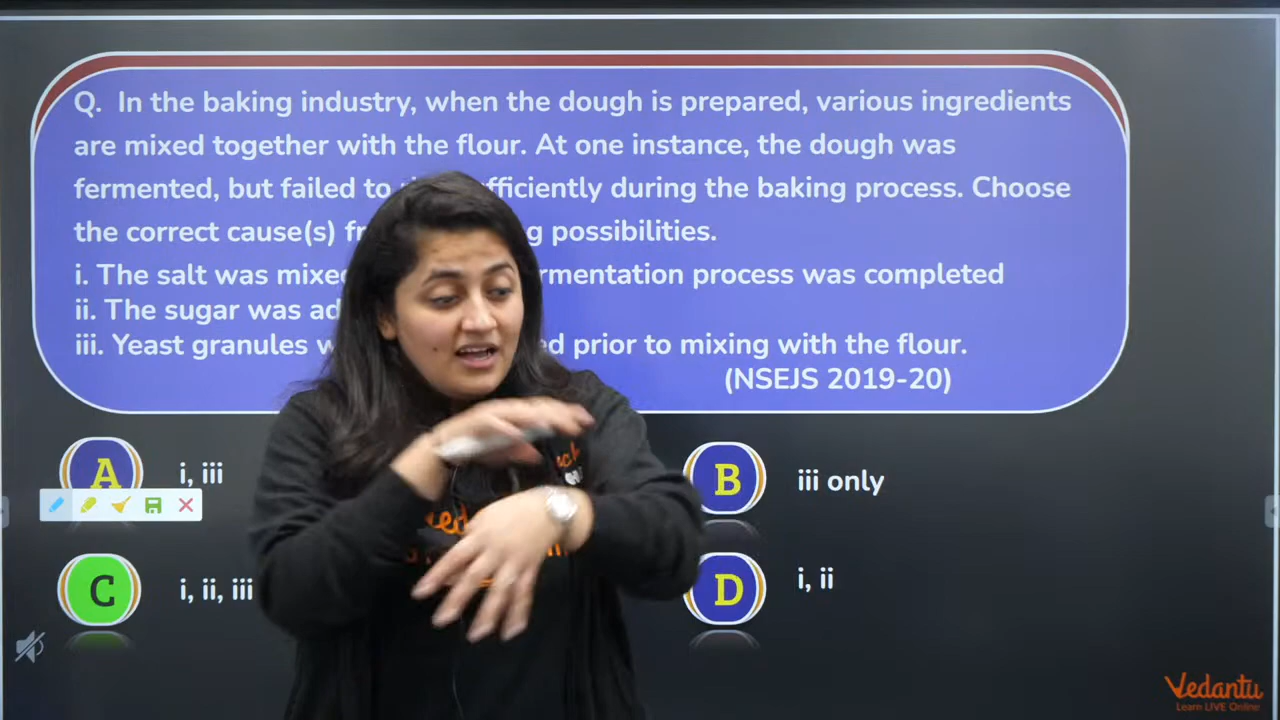 Q. In the baking industry, when the dough is prepared, various ingredients
are mixed together with the flour. At one instance, the dough was
fermented, but failed to fficiently during the baking process. Choose
the correct cause(s) g possibilities.
i. The salt was mixe rmentation process was completed
ii. The sugar was ad
iii. Yeast granules ed prior to mixing with the flour.
(NSEJS 2019-20)
A i, iii
B iii only
C i, ii, iii
D i, ii
Vedantu
Learn LIVE Online